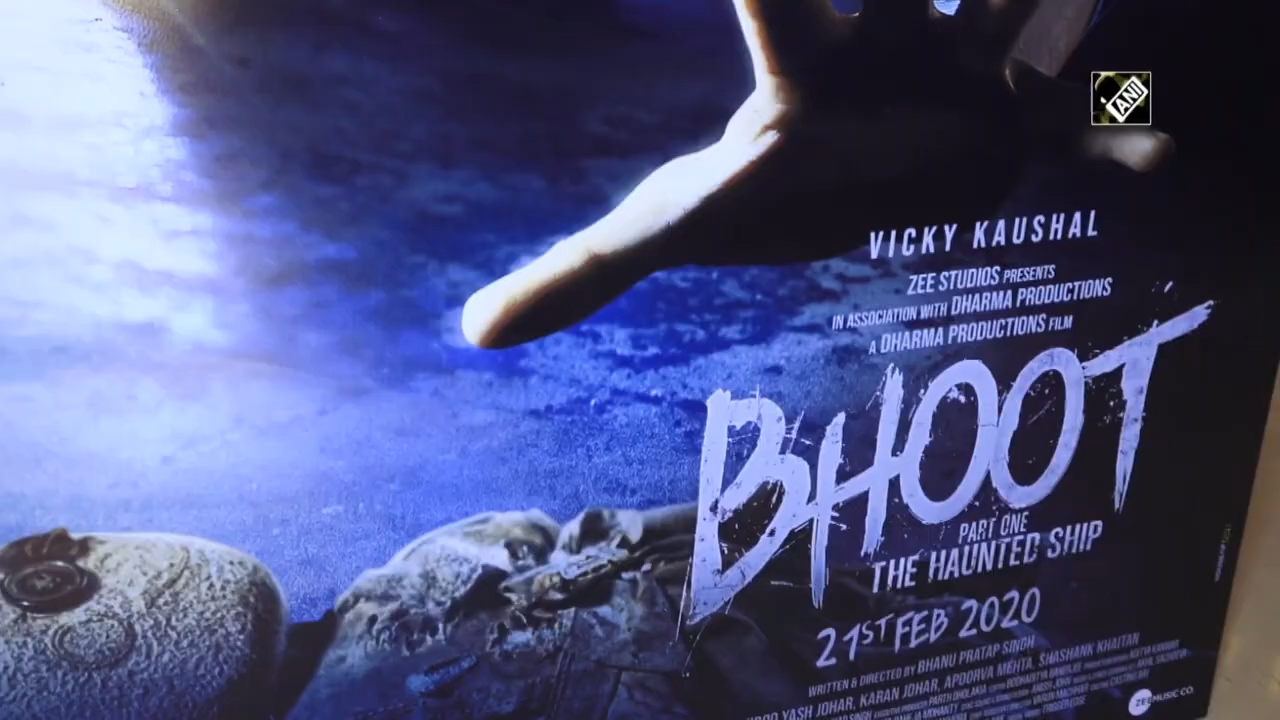 ANI
VICKY KAUSHAL
ZEE STUDIOS PRESENTS
IN ASSOCIATION WITH DHARMA PRODUCTIONS
A DHARMA PRODUCTIONS FILM
BHOOT
PART ONE
THE HAUNTED SHIP
21ST FEB 2020
WRITTEN & DIRECTED BY BHANU PRATAP SINGH
YASH JOHAR, KARAN JOHAR, APOORVA MEHTA, SHASHANK KHAITAN
ZEE MUSIC CO.